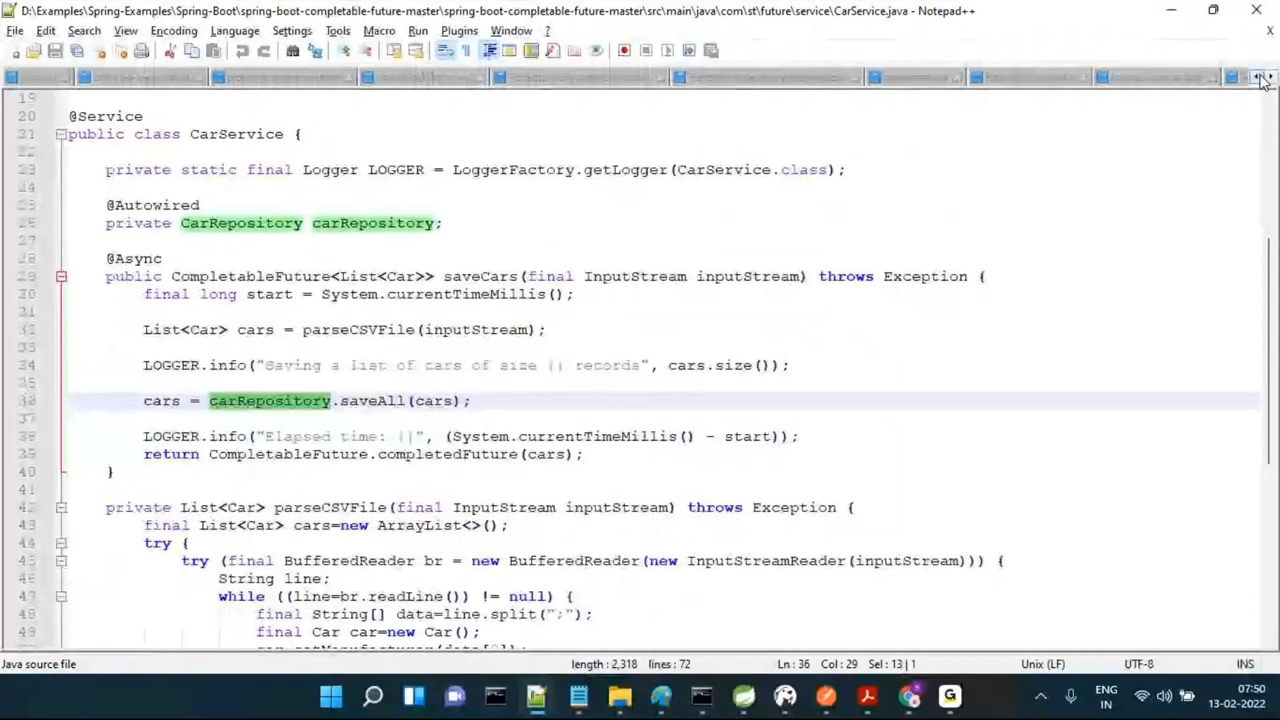 D:\Examples\Spring-Examples\Spring-Boot\spring-boot-completable-future-master\spring-boot-completable-future-master\src\main\java\com\st\future\service\CarService.java - Notepad++
File Edit Search View Encoding Language Settings Tools Macro Run Plugins Window ? X
19
20 @Service
21 public class CarService {
22
23 private static final Logger LOGGER = LoggerFactory.getLogger(CarService.class);
24
25 @Autowired
26 private CarRepository carRepository;
27
28 @Async
29 public CompletableFuture<List<Car>> saveCars(final InputStream inputStream) throws Exception {
30 final long start = System.currentTimeMillis();
31
32 List<Car> cars = parseCSVFile(inputStream);
33
34 LOGGER.info("Saving a list of cars of size {} records", cars.size());
35
36 cars = carRepository.saveAll(cars);
37
38 LOGGER.info("Elapsed time: {}", (System.currentTimeMillis() - start));
39 return CompletableFuture.completedFuture(cars);
40 }
41
42 private List<Car> parseCSVFile(final InputStream inputStream) throws Exception {
43 final List<Car> cars=new ArrayList<>();
44 try {
45 try (final BufferedReader br = new BufferedReader(new InputStreamReader(inputStream))) {
46 String line;
47 while ((line=br.readLine()) != null) {
48 final String[] data=line.split(";");
49 final Car car=new Car();
Java source file length : 2,318 lines : 72 Ln : 36 Col : 29 Sel : 13 | 1 Unix (LF) UTF-8 INS
ENG
IN
07:50
13-02-2022